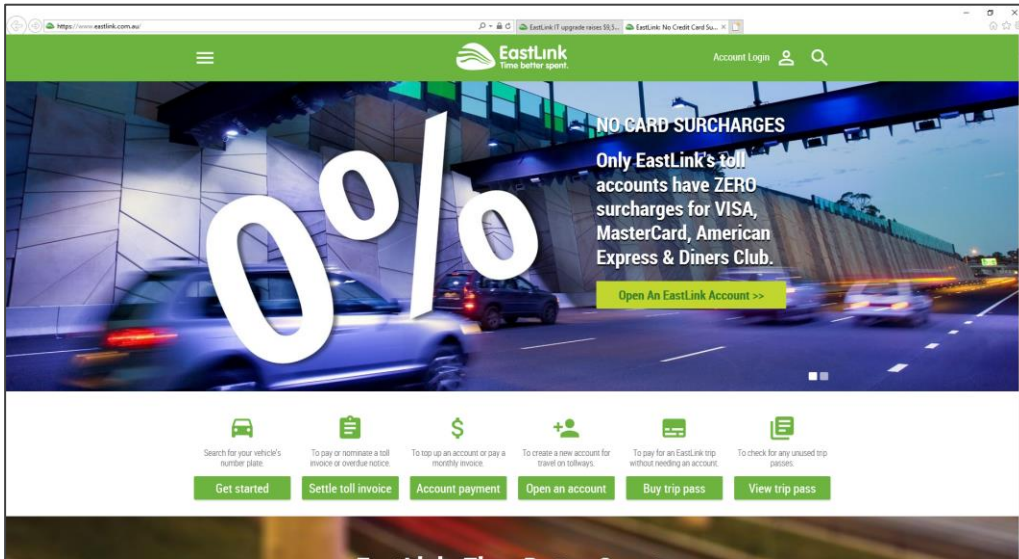 https://www.eastlink.com.au/
EastLink IT upgrade raises $9,5...
EastLink: No Credit Card Su...
EastLink
Time better spent.
Account Login
0%
NO CARD SURCHARGES
Only EastLink's toll
accounts have ZERO
surcharges for VISA,
MasterCard, American
Express & Diners Club.
Open An EastLink Account >>
Search for your vehicle's
number plate.
Get started
To pay or nominate a toll
invoice or overdue notice.
Settle toll invoice
To top up an account or pay a
monthly invoice.
Account payment
To create a new account for
travel on tollways.
Open an account
To pay for an EastLink trip
without needing an account.
Buy trip pass
To check for any unused trip
passes.
View trip pass